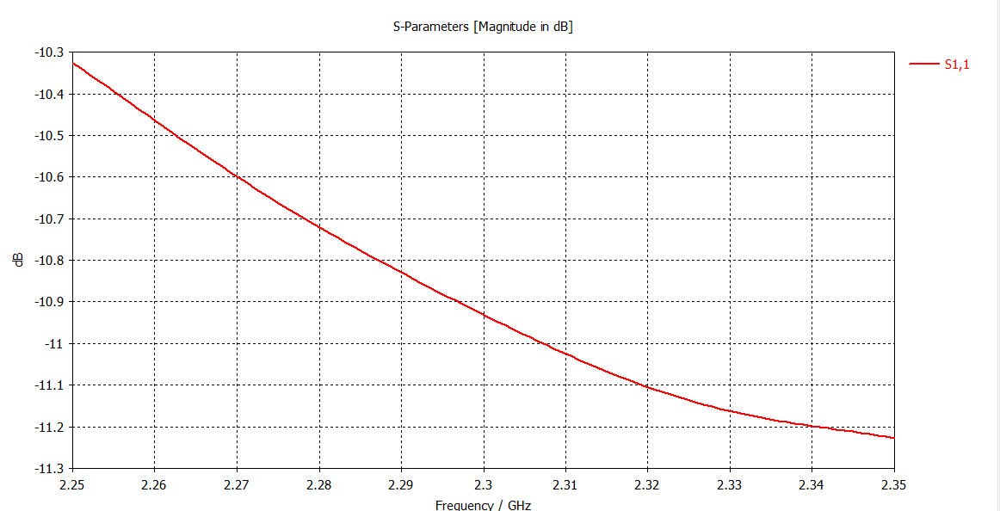 S-Parameters [Magnitude in dB]
S1,1
-10.3
-10.4
-10.5
-10.6
-10.7
-10.8
-10.9
-11
-11.1
-11.2
-11.3
dB
2.25 2.26 2.27 2.28 2.29 2.3 2.31 2.32 2.33 2.34 2.35
Frequency / GHz